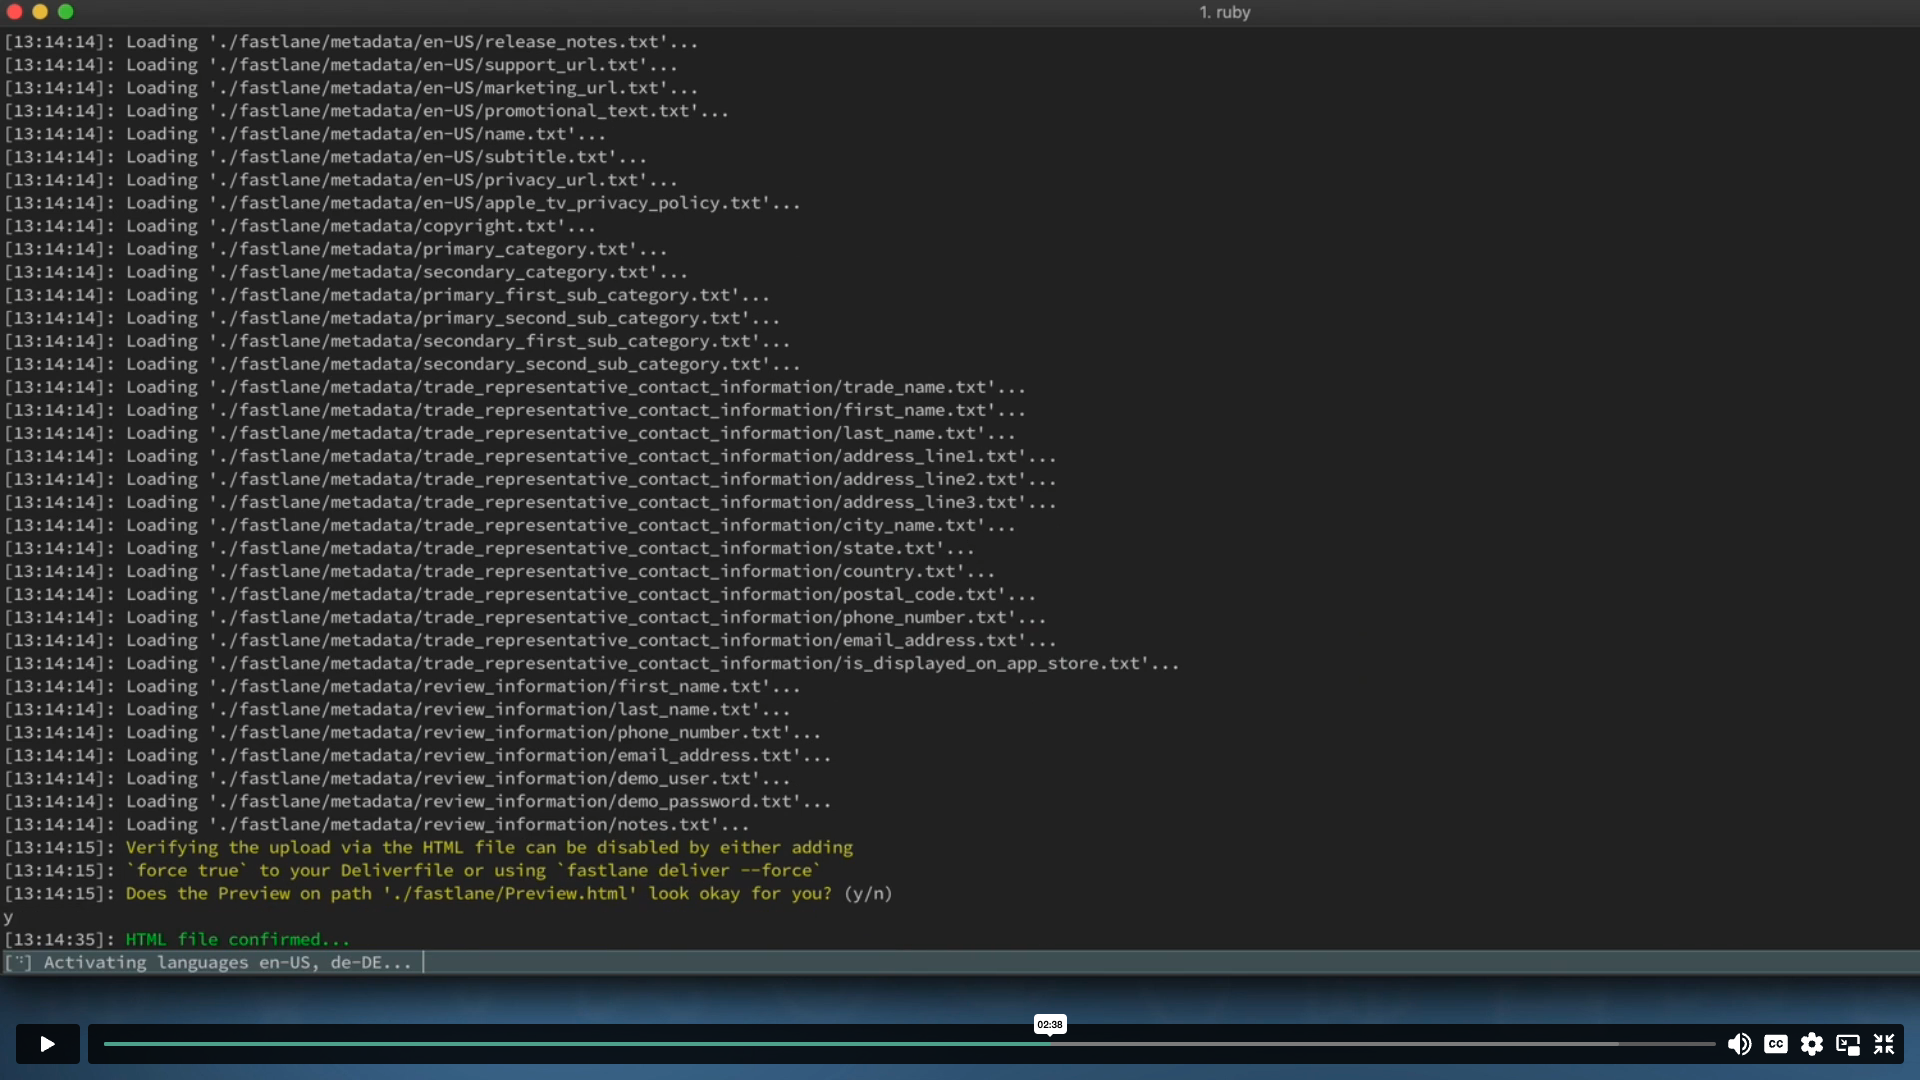 1. ruby
[13:14:14]: Loading './fastlane/metadata/en-US/release_notes.txt'...
[13:14:14]: Loading './fastlane/metadata/en-US/support_url.txt'...
[13:14:14]: Loading './fastlane/metadata/en-US/marketing_url.txt'...
[13:14:14]: Loading './fastlane/metadata/en-US/promotional_text.txt'...
[13:14:14]: Loading './fastlane/metadata/en-US/name.txt'...
[13:14:14]: Loading './fastlane/metadata/en-US/subtitle.txt'...
[13:14:14]: Loading './fastlane/metadata/en-US/privacy_url.txt'...
[13:14:14]: Loading './fastlane/metadata/en-US/apple_tv_privacy_policy.txt'...
[13:14:14]: Loading './fastlane/metadata/copyright.txt'...
[13:14:14]: Loading './fastlane/metadata/primary_category.txt'...
[13:14:14]: Loading './fastlane/metadata/secondary_category.txt'...
[13:14:14]: Loading './fastlane/metadata/primary_first_sub_category.txt'...
[13:14:14]: Loading './fastlane/metadata/primary_second_sub_category.txt'...
[13:14:14]: Loading './fastlane/metadata/secondary_first_sub_category.txt'...
[13:14:14]: Loading './fastlane/metadata/secondary_second_sub_category.txt'...
[13:14:14]: Loading './fastlane/metadata/trade_representative_contact_information/trade_name.txt'...
[13:14:14]: Loading './fastlane/metadata/trade_representative_contact_information/first_name.txt'...
[13:14:14]: Loading './fastlane/metadata/trade_representative_contact_information/last_name.txt'...
[13:14:14]: Loading './fastlane/metadata/trade_representative_contact_information/address_line1.txt'...
[13:14:14]: Loading './fastlane/metadata/trade_representative_contact_information/address_line2.txt'...
[13:14:14]: Loading './fastlane/metadata/trade_representative_contact_information/address_line3.txt'...
[13:14:14]: Loading './fastlane/metadata/trade_representative_contact_information/city_name.txt'...
[13:14:14]: Loading './fastlane/metadata/trade_representative_contact_information/state.txt'...
[13:14:14]: Loading './fastlane/metadata/trade_representative_contact_information/country.txt'...
[13:14:14]: Loading './fastlane/metadata/trade_representative_contact_information/postal_code.txt'...
[13:14:14]: Loading './fastlane/metadata/trade_representative_contact_information/phone_number.txt'...
[13:14:14]: Loading './fastlane/metadata/trade_representative_contact_information/email_address.txt'...
[13:14:14]: Loading './fastlane/metadata/trade_representative_contact_information/is_displayed_on_app_store.txt'...
[13:14:14]: Loading './fastlane/metadata/review_information/first_name.txt'...
[13:14:14]: Loading './fastlane/metadata/review_information/last_name.txt'...
[13:14:14]: Loading './fastlane/metadata/review_information/phone_number.txt'...
[13:14:14]: Loading './fastlane/metadata/review_information/email_address.txt'...
[13:14:14]: Loading './fastlane/metadata/review_information/demo_user.txt'...
[13:14:14]: Loading './fastlane/metadata/review_information/demo_password.txt'...
[13:14:14]: Loading './fastlane/metadata/review_information/notes.txt'...
[13:14:15]: Verifying the upload via the HTML file can be disabled by either adding
[13:14:15]: `force true` to your Deliverfile or using `fastlane deliver --force`
[13:14:15]: Does the Preview on path './fastlane/Preview.html' look okay for you? (y/n)
y
[13:14:35]: HTML file confirmed...
[⠙] Activating languages en-US, de-DE...
02:38
CC